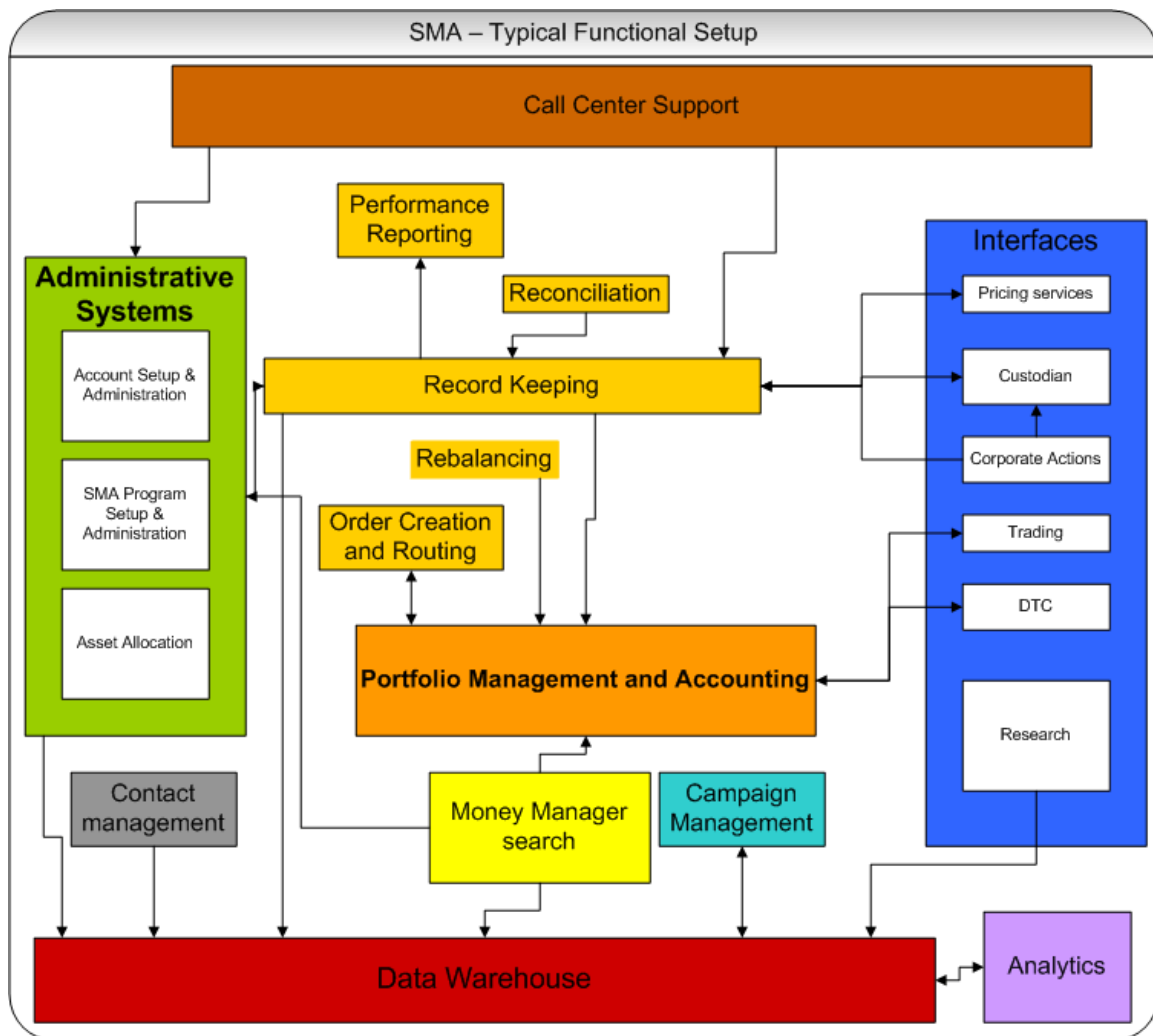 SMA – Typical Functional Setup
Call Center Support
Performance
Reporting
Reconciliation
Interfaces
Pricing services
Custodian
Corporate Actions
Trading
DTC
Research
Administrative
Systems
Account Setup &
Administration
SMA Program
Setup &
Administration
Asset Allocation
Record Keeping
Rebalancing
Order Creation
and Routing
Portfolio Management and Accounting
Contact
management
Money Manager
search
Campaign
Management
Data Warehouse
Analytics